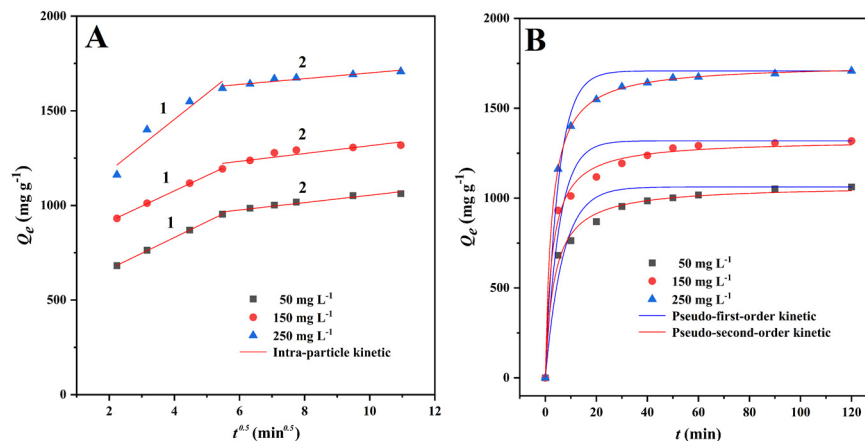 A
2000
1500
1000
500
0
Qe (mg g-1)
1
2
1
2
1
2
50 mg L-1
150 mg L-1
250 mg L-1
Intra-particle kinetic
0 2 4 6 8 10 12
t0.5 (min0.5)
B
2000
1500
1000
500
0
Qe (mg g-1)
50 mg L-1
150 mg L-1
250 mg L-1
Pseudo-first-order kinetic
Pseudo-second-order kinetic
0 20 40 60 80 100 120
t (min)